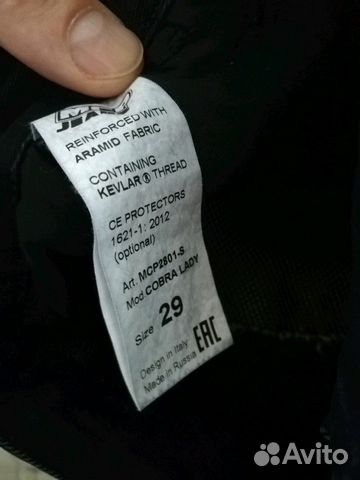 JEANS
REINFORCED WITH
ARAMID FABRIC
CONTAINING
KEVLAR ® THREAD
CE PROTECTORS
1621-1: 2012
(optional)
Art. MCP2801-S
Mod COBRA LADY
Size 29
Design in Italy
Made in Russia
EAC
Avito